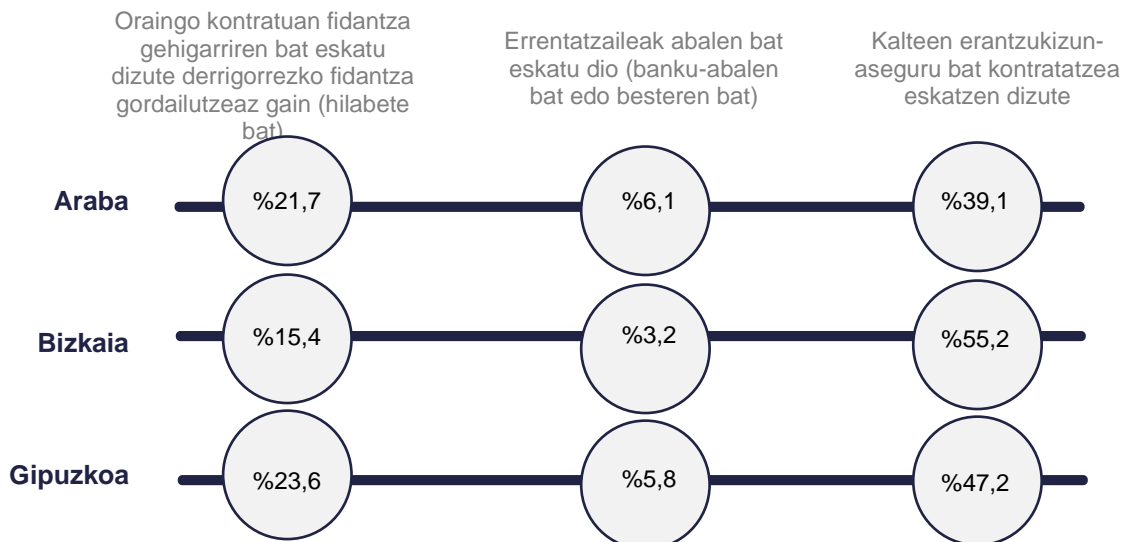 Oraingo kontratuan fidantza
gehigarriren bat eskatu
dizute derrigorrezko fidantza
gordailutzeaz gain (hilabete
bat)
Errentatzaileak abalen bat
eskatu dio (banku-abalen
bat edo besteren bat)
Kalteen erantzukizun-
aseguru bat kontratatzea
eskatzen dizute
Araba %21,7 %6,1 %39,1
Bizkaia %15,4 %3,2 %55,2
Gipuzkoa %23,6 %5,8 %47,2